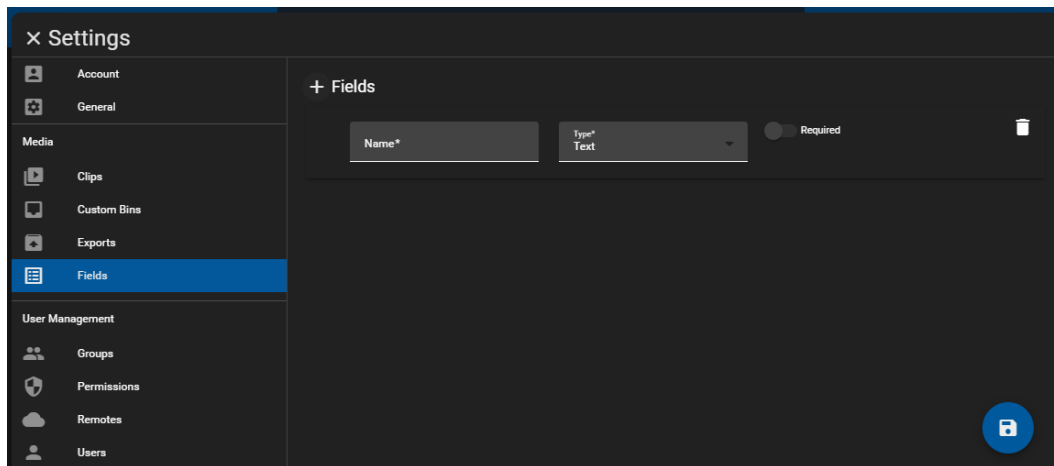 Settings
Account
General
Media
Clips
Custom Bins
Exports
Fields
User Management
Groups
Permissions
Remotes
Users
Fields
Name*
Type*
Text
Required